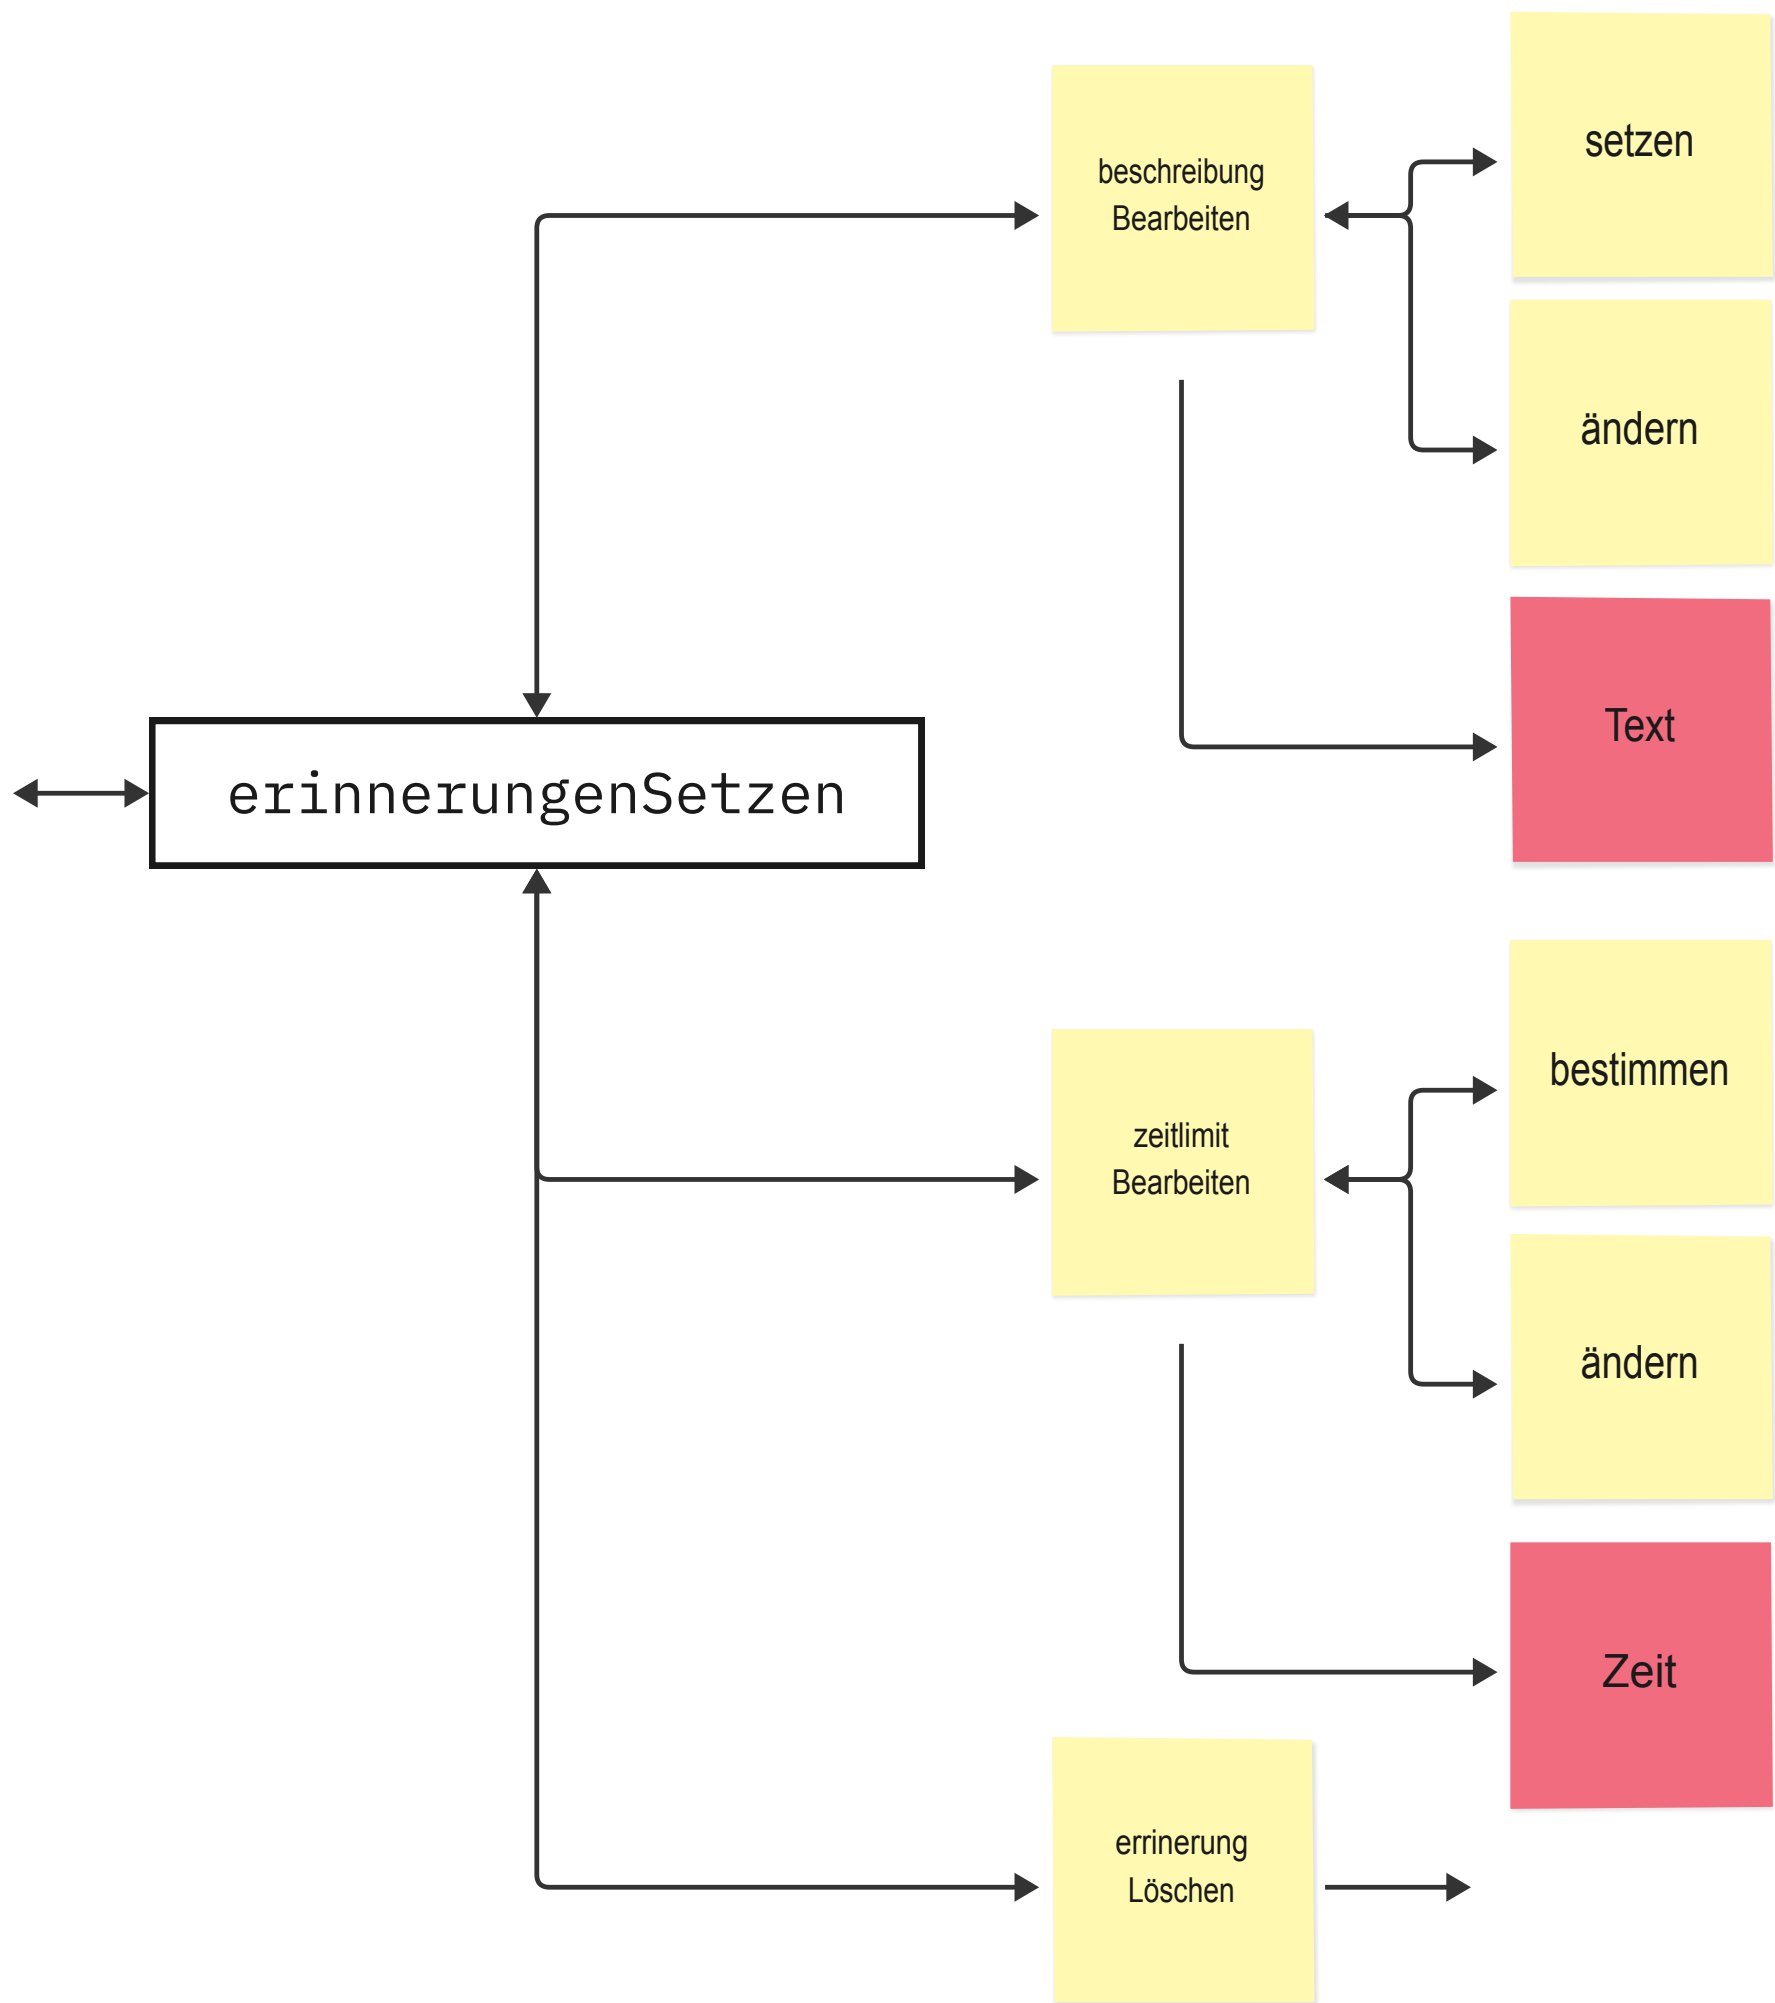 setzen
beschreibung
Bearbeiten
ändern
Text
erinnerungenSetzen
bestimmen
zeitlimit
Bearbeiten
ändern
Zeit
errinerung
Löschen